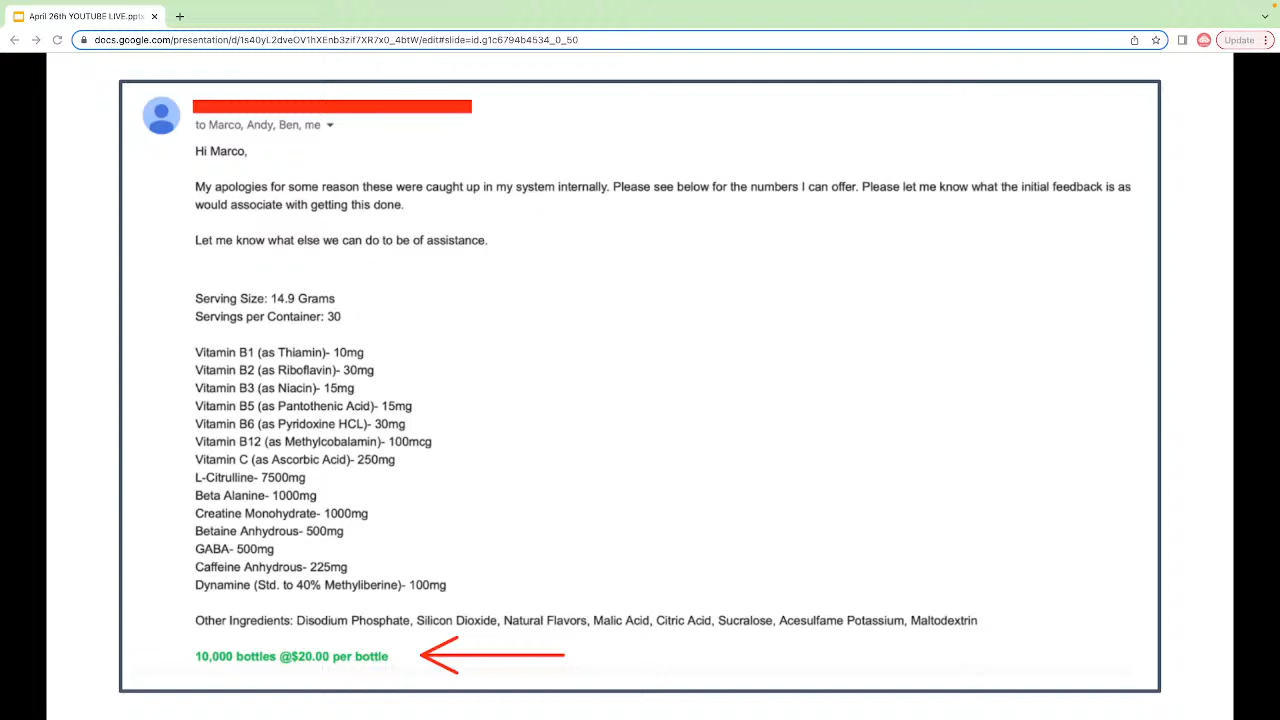 April 26th YOUTUBE LIVE.pptx
docs.google.com/presentation/d/1s40yL2dveOV1hXEnb3zif7XR7x0_4btW/edit#slide=id.g1c6794b4534_0_50
Update
to Marco, Andy, Ben, me
Hi Marco,
My apologies for some reason these were caught up in my system internally. Please see below for the numbers I can offer. Please let me know what the initial feedback is as
would associate with getting this done.
Let me know what else we can do to be of assistance.
Serving Size: 14.9 Grams
Servings per Container: 30
Vitamin B1 (as Thiamin)- 10mg
Vitamin B2 (as Riboflavin)- 30mg
Vitamin B3 (as Niacin)- 15mg
Vitamin B5 (as Pantothenic Acid)- 15mg
Vitamin B6 (as Pyridoxine HCL)- 30mg
Vitamin B12 (as Methylcobalamin)- 100mcg
Vitamin C (as Ascorbic Acid)- 250mg
L-Citrulline- 7500mg
Beta Alanine- 1000mg
Creatine Monohydrate- 1000mg
Betaine Anhydrous- 500mg
GABA- 500mg
Caffeine Anhydrous- 225mg
Dynamine (Std. to 40% Methyliberine)- 100mg
Other Ingredients: Disodium Phosphate, Silicon Dioxide, Natural Flavors, Malic Acid, Citric Acid, Sucralose, Acesulfame Potassium, Maltodextrin
10,000 bottles @$20.00 per bottle